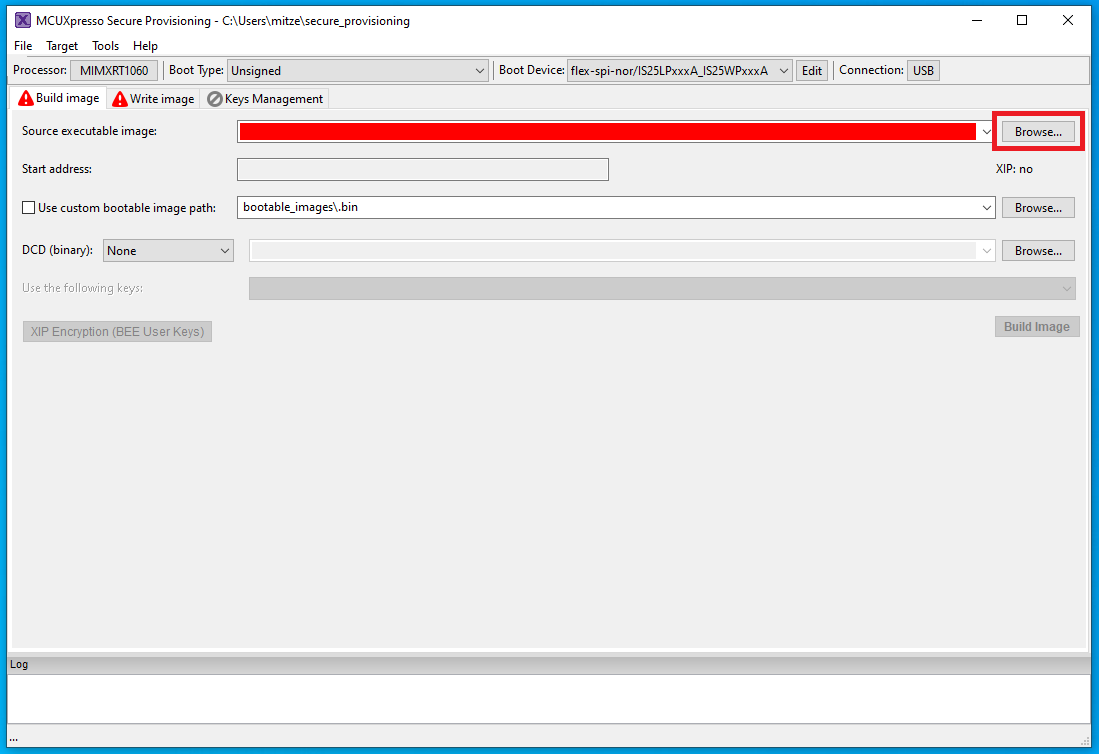 MCUXpresso Secure Provisioning - C:\Users\mitze\secure_provisioning
File Target Tools Help
Processor: MIMXRT1060 Boot Type: Unsigned Boot Device: flex-spi-nor/IS25LPxxxA_IS25WPxxxA Edit Connection: USB
Build image Write image Keys Management
Source executable image: Browse...
Start address: XIP: no
Use custom bootable image path: bootable_images\.bin Browse...
DCD (binary): None Browse...
Use the following keys:
XIP Encryption (BEE User Keys) Build Image
Log
...